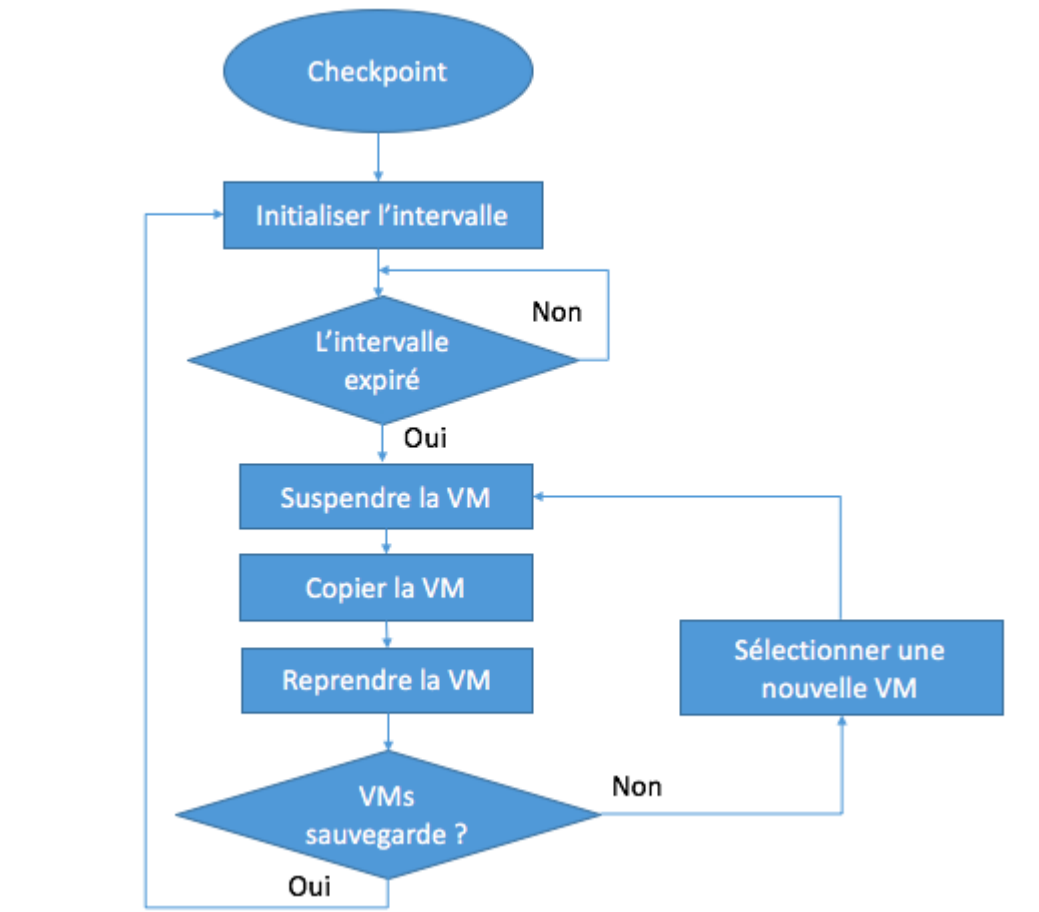 Checkpoint
Initialiser l’intervalle
Non
L’intervalle
expiré
Oui
Suspendre la VM
Copier la VM
Reprendre la VM
Sélectionner une
nouvelle VM
VMs
sauvegarde ?
Non
Oui